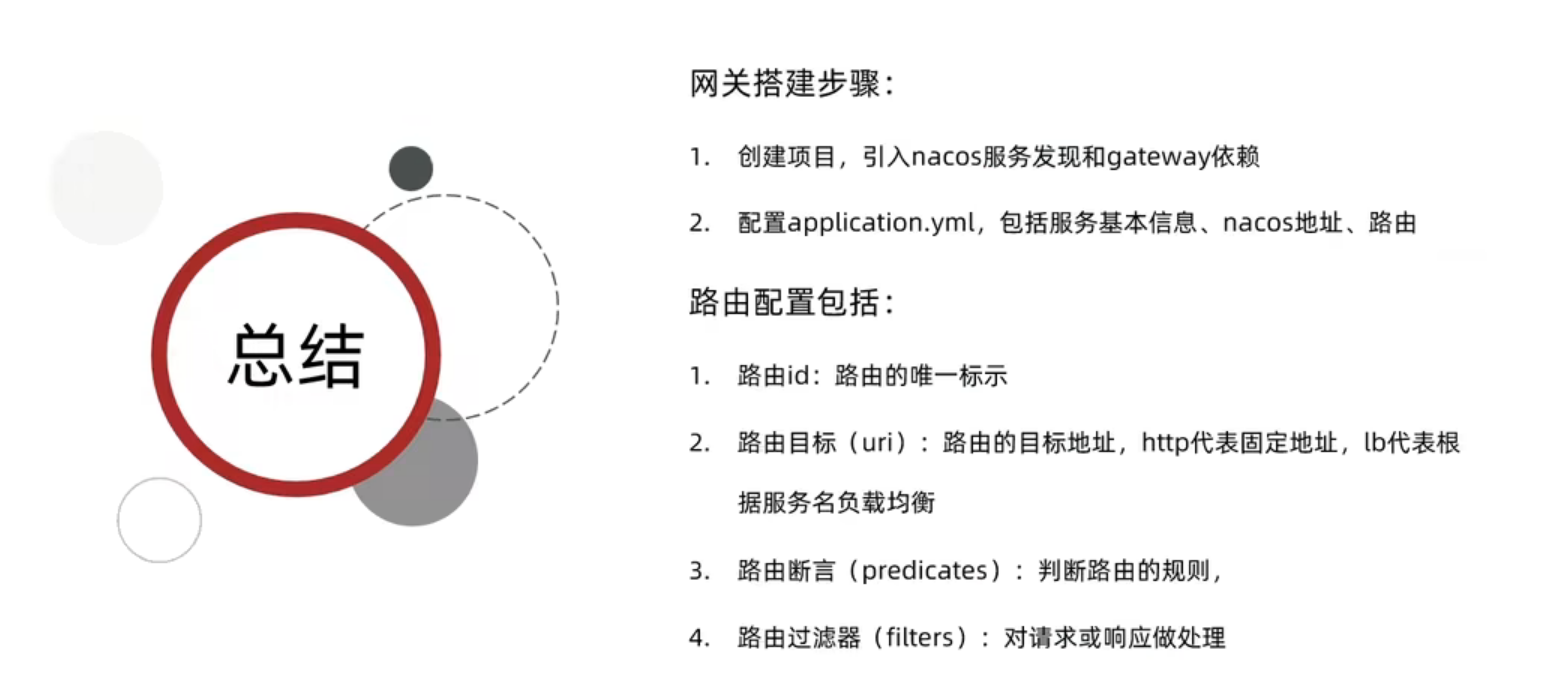 总结
网关搭建步骤：
1. 创建项目，引入nacos服务发现和gateway依赖
2. 配置application.yml，包括服务基本信息、nacos地址、路由
路由配置包括：
1. 路由id：路由的唯一标示
2. 路由目标（uri）：路由的目标地址，http代表固定地址，lb代表根
据服务名负载均衡
3. 路由断言（predicates）：判断路由的规则，
4. 路由过滤器（filters）：对请求或响应做处理